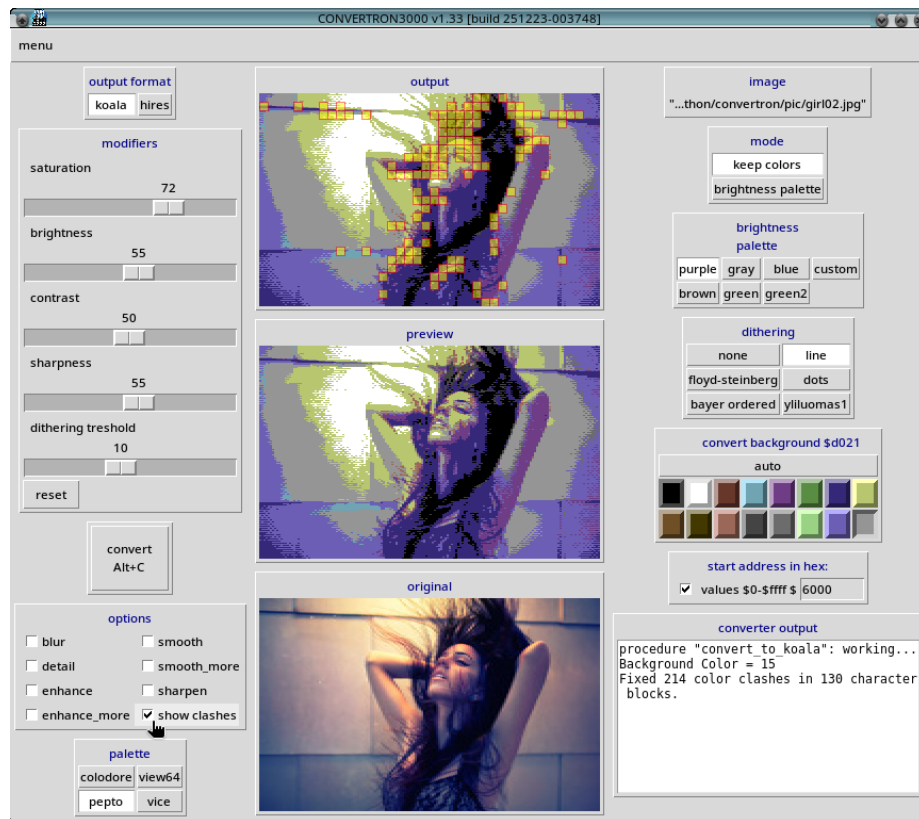 CONVERTRON3000 v1.33 [build 251223-003748]
menu
output format
koala hires
modifiers
saturation
72
brightness
55
contrast
50
sharpness
55
dithering treshold
10
reset
convert
Alt+C
options
blur smooth
detail smooth_more
enhance sharpen
enhance_more show clashes
palette
colodore view64
pepto vice
output
preview
original
image
"...thon/convertron/pic/girl02.jpg"
mode
keep colors
brightness palette
brightness
palette
purple gray blue custom
brown green green2
dithering
none line
floyd-steinberg dots
bayer ordered yliluomas1
convert background $d021
auto
start address in hex:
values $0-$ffff $ 6000
converter output
procedure "convert_to_koala": working...
Background Color = 15
Fixed 214 color clashes in 130 character
blocks.